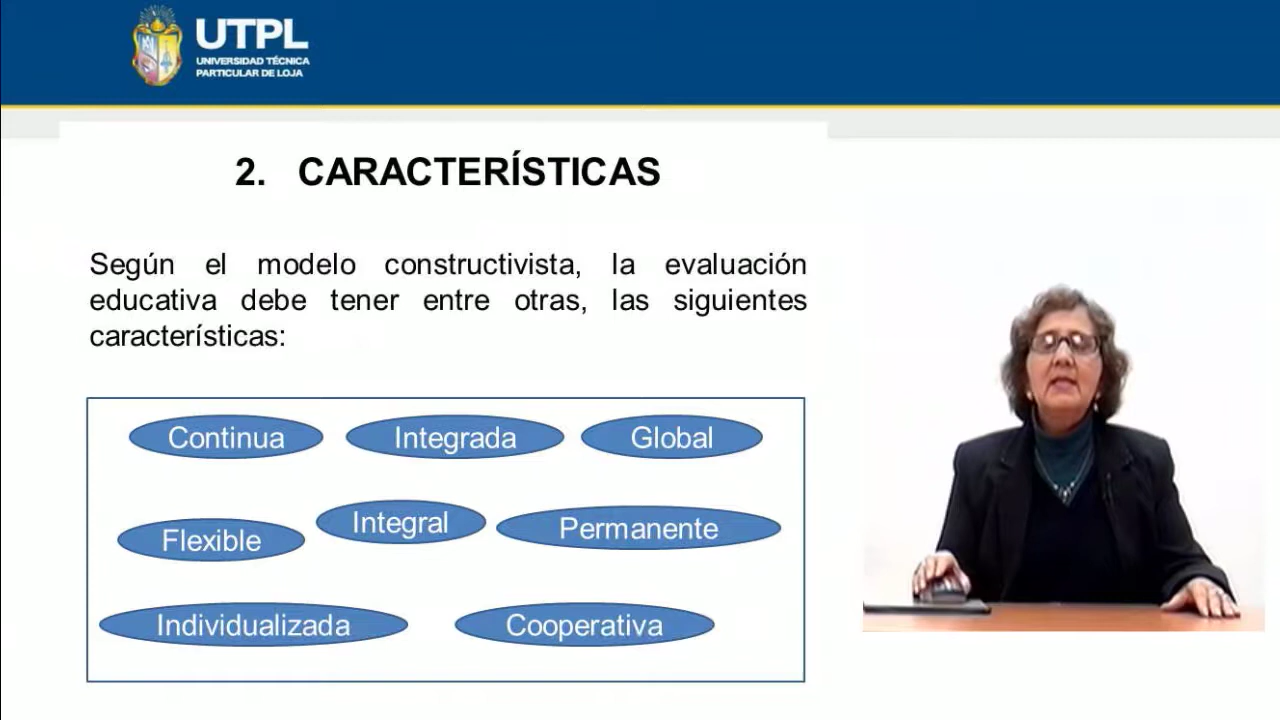 UTPL
UNIVERSIDAD TÉCNICA
PARTICULAR DE LOJA
2. CARACTERÍSTICAS
Según el modelo constructivista, la evaluación
educativa debe tener entre otras, las siguientes
características:
Continua Integrada Global
Flexible Integral Permanente
Individualizada Cooperativa